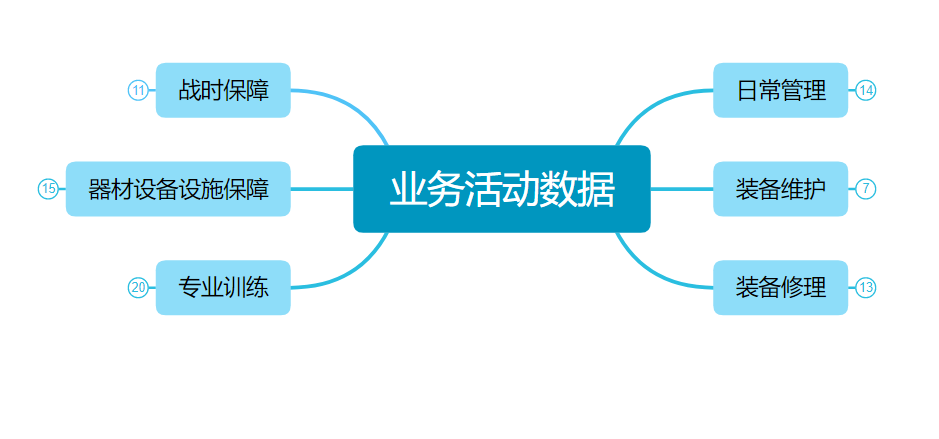 11
战时保障
日常管理
14
15
器材设备设施保障
业务活动数据
装备维护
7
20
专业训练
装备修理
13